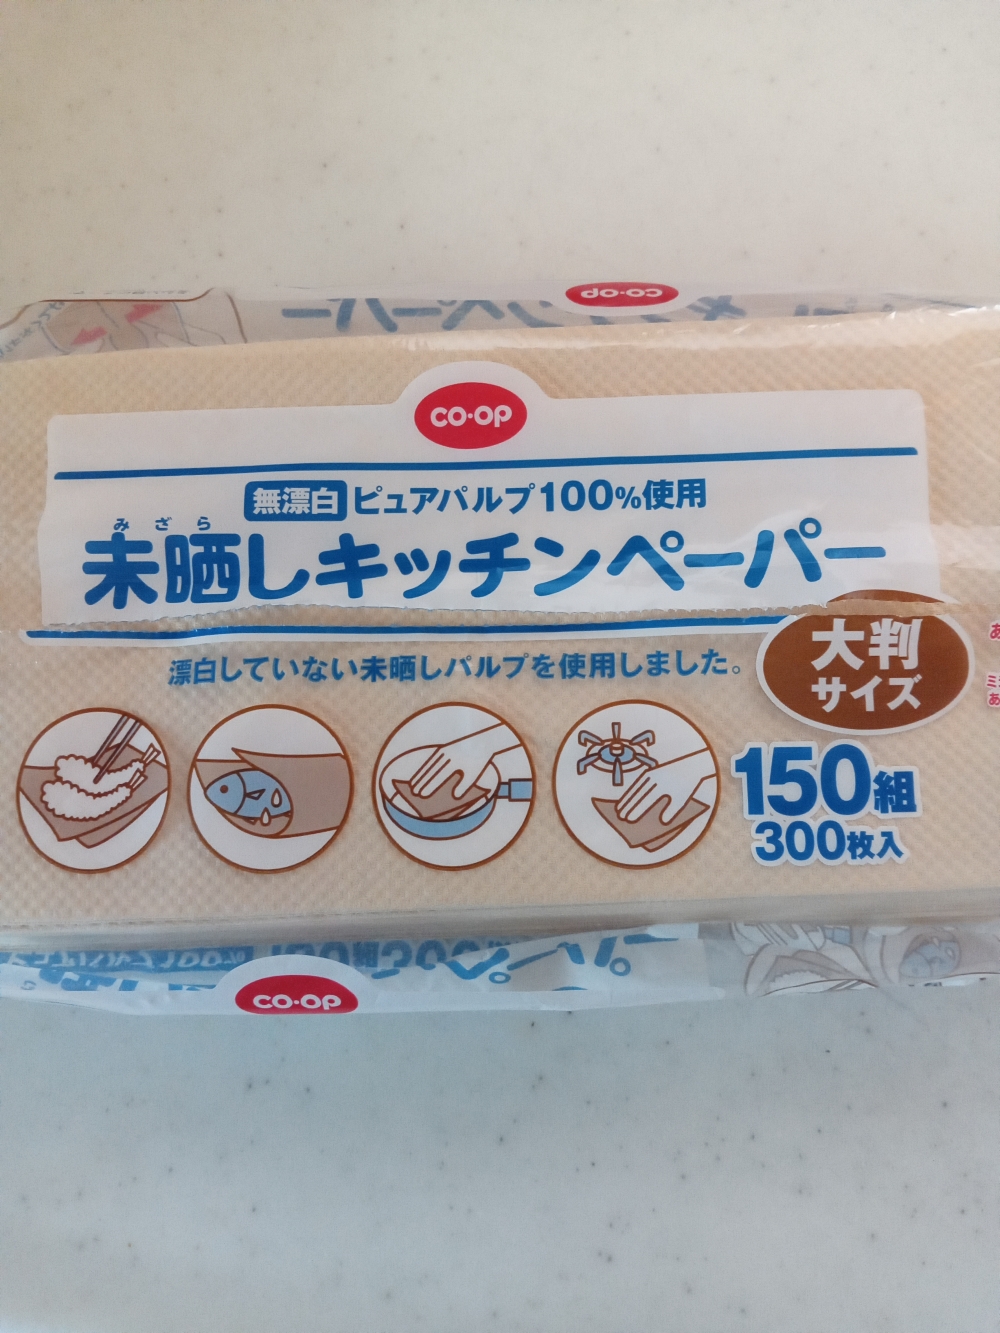 CO·OP
CO·OP
無漂白 ピュアパルプ100%使用
みざら
未晒しキッチンペーパー
漂白していない未晒しパルプを使用しました。
大判
サイズ
150組
300枚入
CO·OP